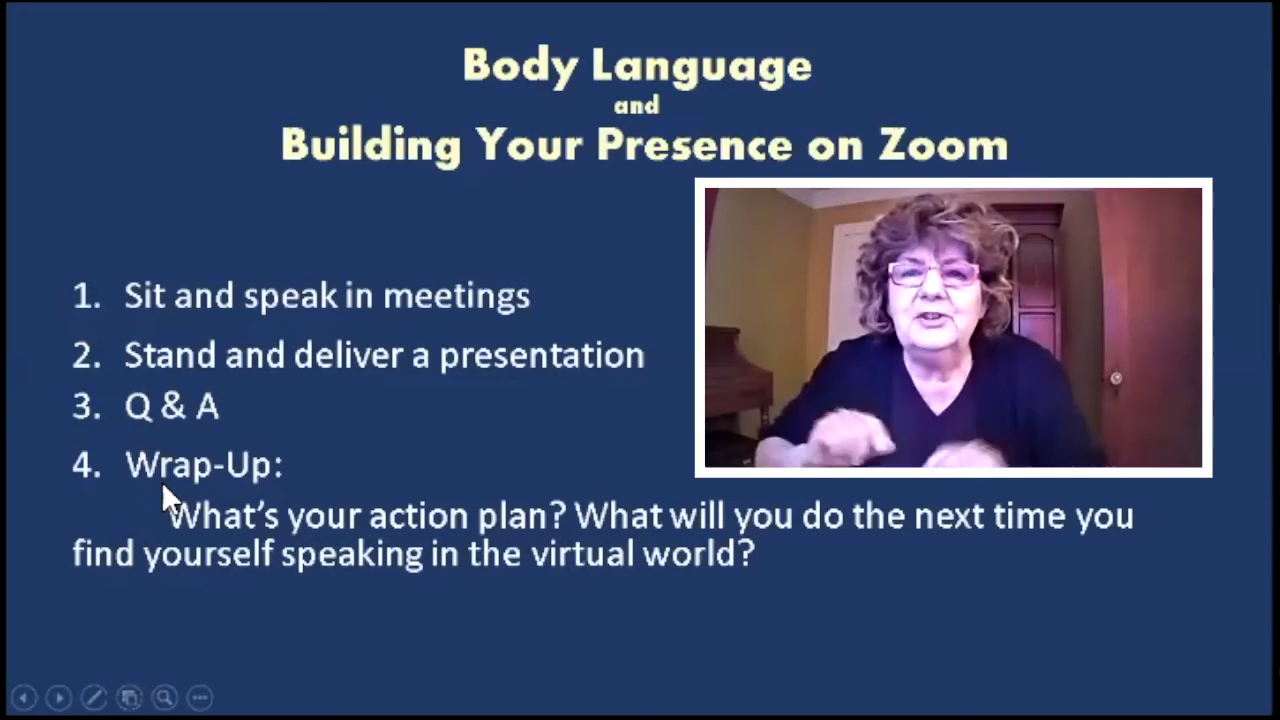 Body Language
and
Building Your Presence on Zoom
1. Sit and speak in meetings
2. Stand and deliver a presentation
3. Q & A
4. Wrap-Up:
What's your action plan? What will you do the next time you
find yourself speaking in the virtual world?